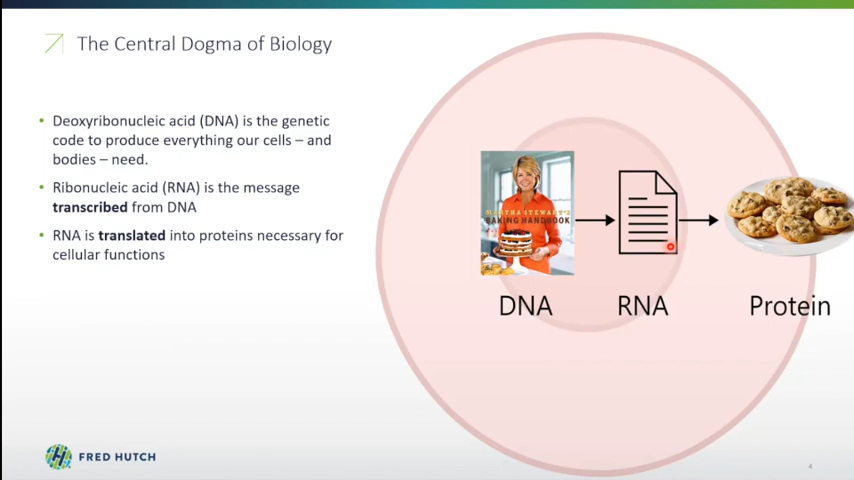 The Central Dogma of Biology
• Deoxyribonucleic acid (DNA) is the genetic
code to produce everything our cells – and
bodies – need.
• Ribonucleic acid (RNA) is the message
transcribed from DNA
• RNA is translated into proteins necessary for
cellular functions
MARTHA STEWART'S
BAKING HANDBOOK
DNA
RNA
Protein
FRED HUTCH
4